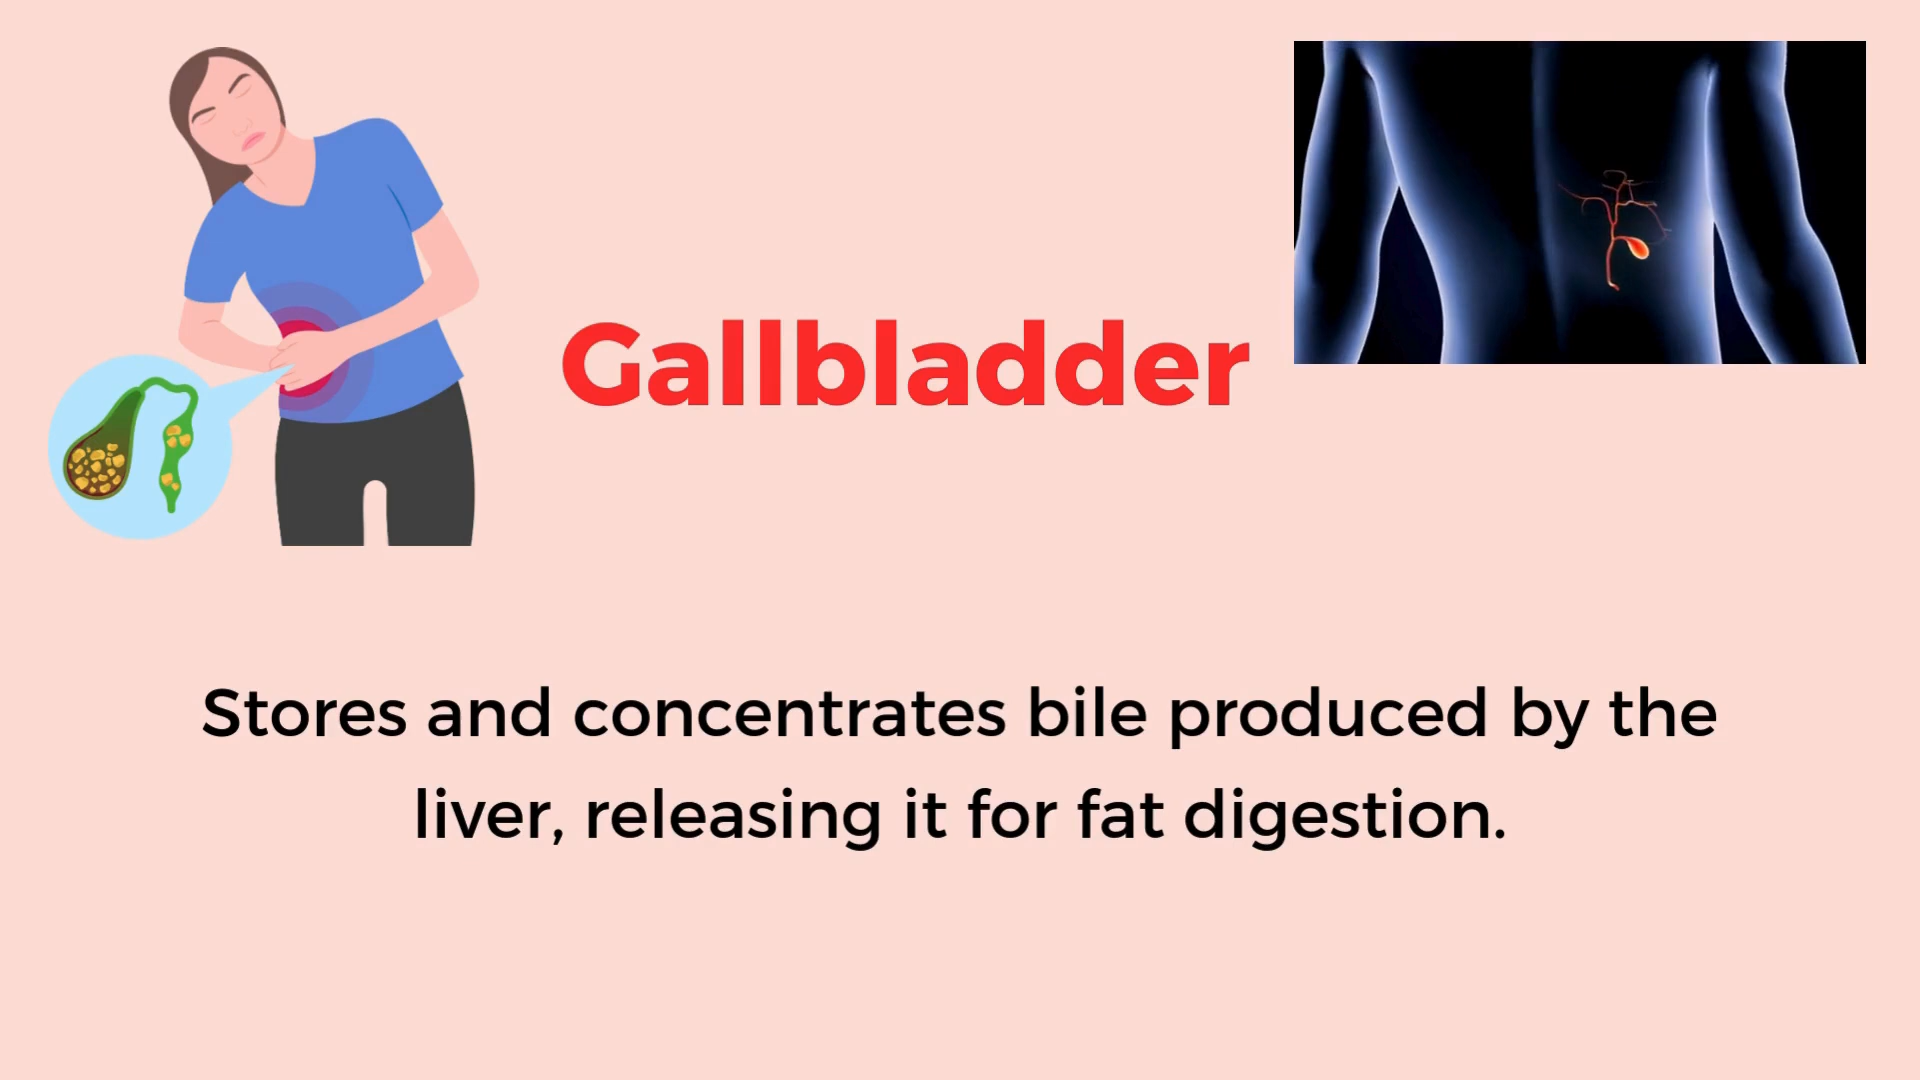 Gallbladder
Stores and concentrates bile produced by the
liver, releasing it for fat digestion.